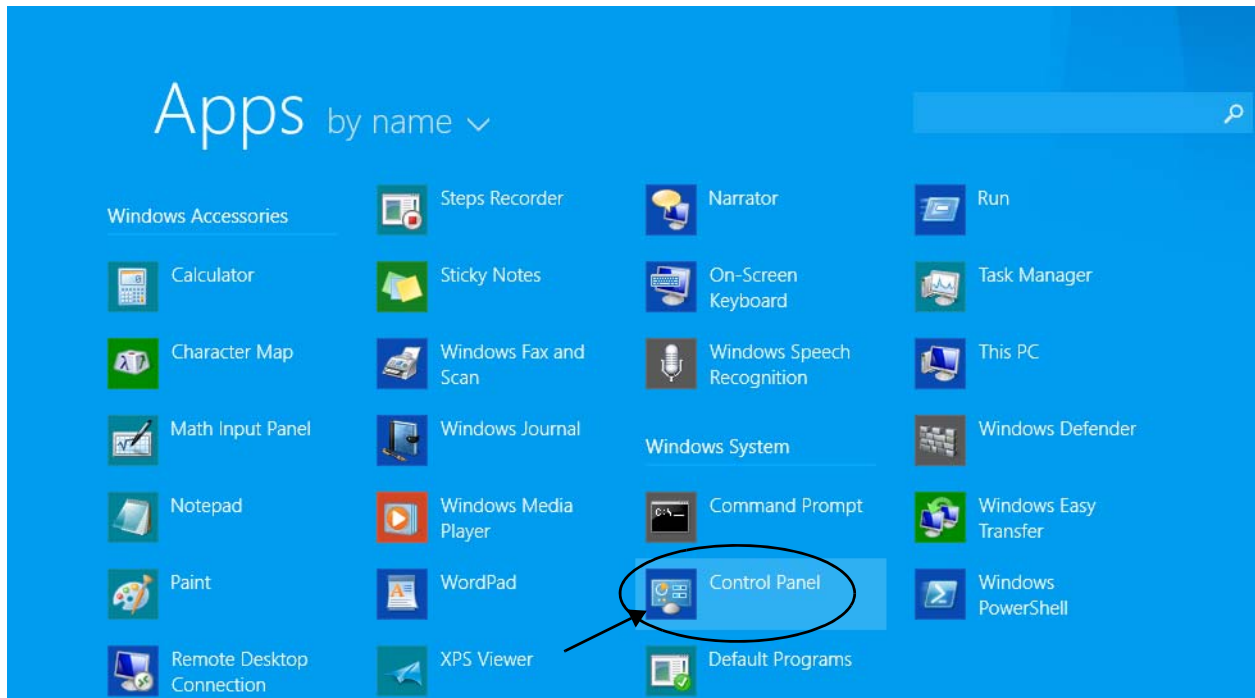 Apps by name
Windows Accessories
Calculator
Character Map
Math Input Panel
Notepad
Paint
Remote Desktop
Connection
Steps Recorder
Sticky Notes
Windows Fax and
Scan
Windows Journal
Windows Media
Player
WordPad
XPS Viewer
Narrator
On-Screen
Keyboard
Windows Speech
Recognition
Windows System
Command Prompt
C:\_
Control Panel
Default Programs
Run
Task Manager
This PC
Windows Defender
Windows Easy
Transfer
Windows
PowerShell